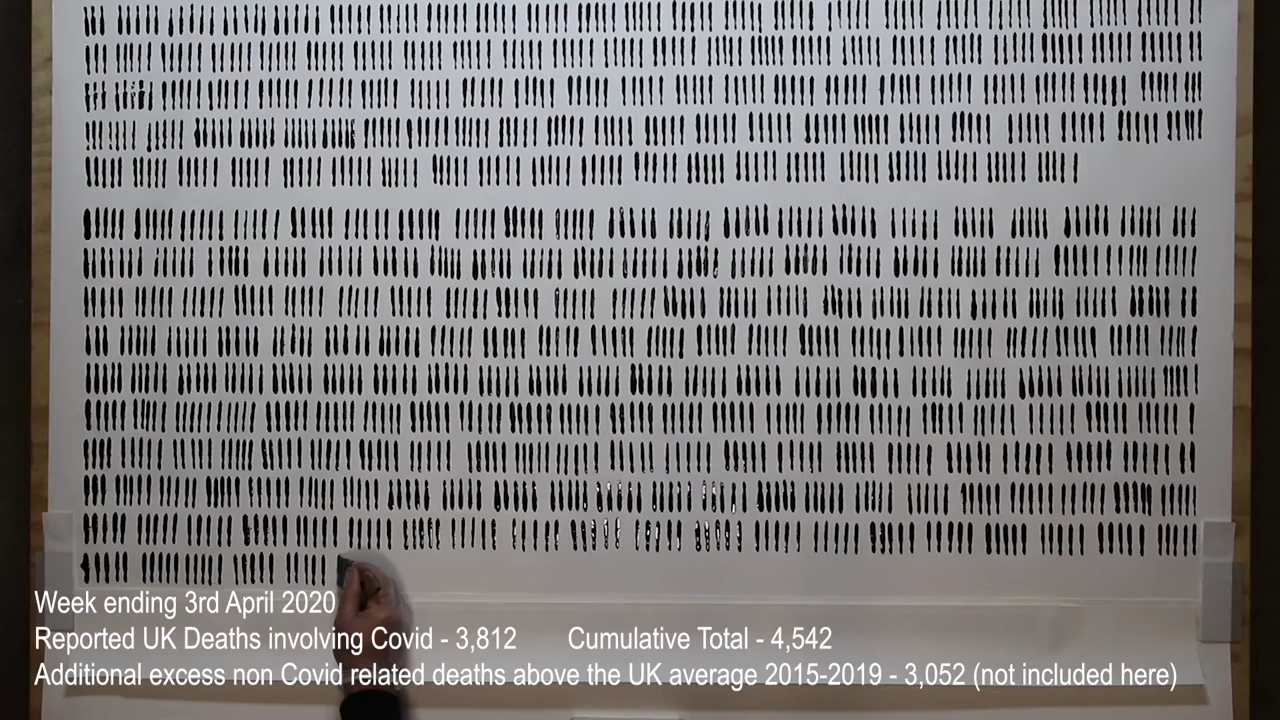 Week ending 3rd April 2020
Reported UK Deaths involving Covid - 3,812 Cumulative Total - 4,542
Additional excess non Covid related deaths above the UK average 2015-2019 - 3,052 (not included here)